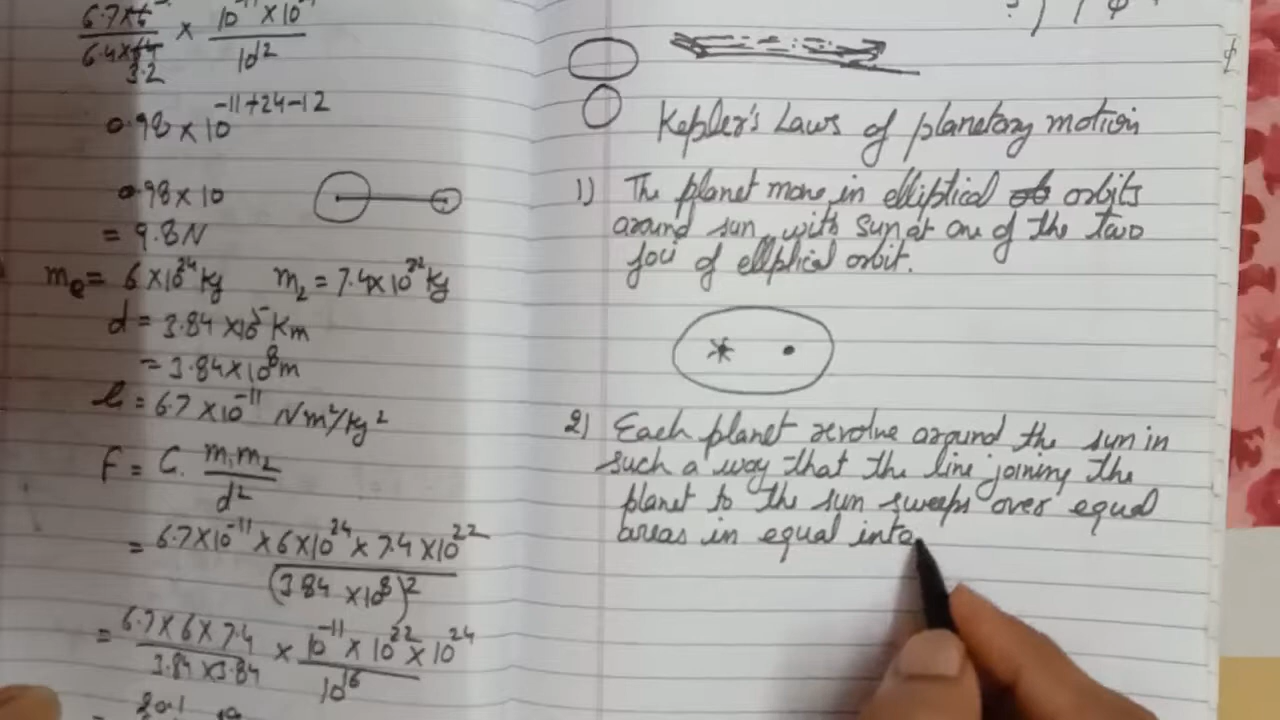 6.7×6
6.4×64
3.2
× 10⁻¹¹ × 10
10¹²
0.98 × 10⁻¹¹⁺²⁴⁻¹²
0.98 × 10
= 9.8N
me = 6 × 10²⁴ kg m₂ = 7.4 × 10²² kg
d = 3.84 × 10⁵ Km
= 3.84 × 10⁸ m
G = 6.7 × 10⁻¹¹ Nm²/kg²
F = G. m₁m₂
d²
= 6.7×10⁻¹¹ × 6×10²⁴ × 7.4 × 10²²
(3.84 × 10⁸)²
= 6.7 × 6 × 7.4 × 10⁻¹¹ × 10²² × 10²⁴
3.84 × 3.84 10¹⁶
20.1
Kepler's Laws of planetary motion
1) The planet move in elliptical orbits
around sun, with sun at one of the two
foci of elliptical orbit.
2) Each planet revolve around the sun in
such a way that the line joining the
planet to the sun sweeps over equal
areas in equal inte